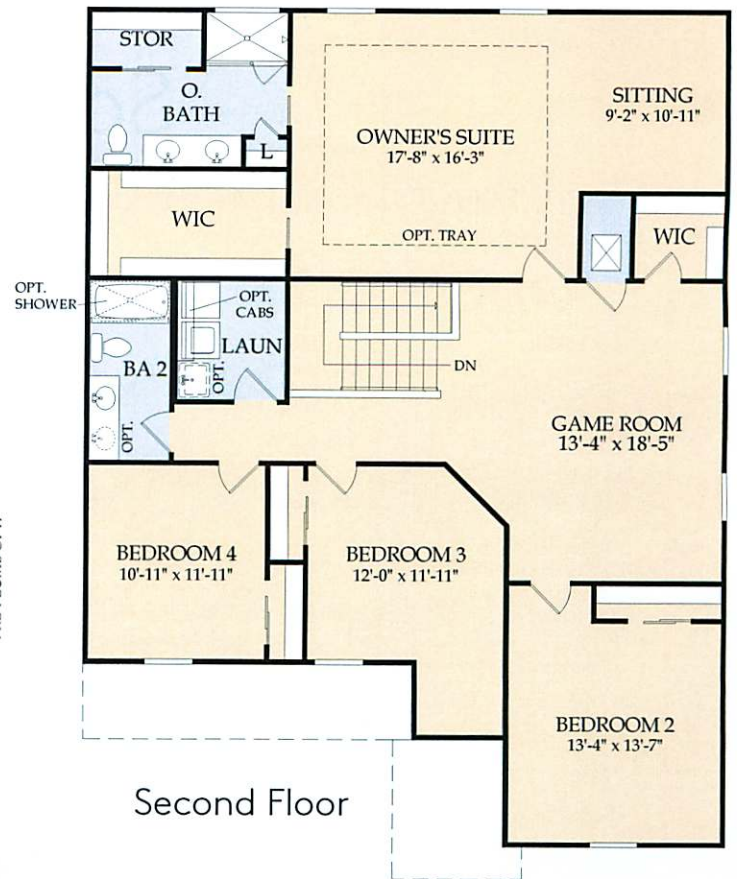 STOR
O.
BATH
L
OWNER'S SUITE
17'-8" x 16'-3"
OPT. TRAY
SITTING
9'-2" x 10'-11"
WIC
WIC
OPT.
SHOWER
OPT.
CABS
LAUN
OPT.
BA 2
OPT.
DN
GAME ROOM
13'-4" x 18'-5"
BEDROOM 4
10'-11" x 11'-11"
BEDROOM 3
12'-0" x 11'-11"
BEDROOM 2
13'-4" x 13'-7"
Second Floor